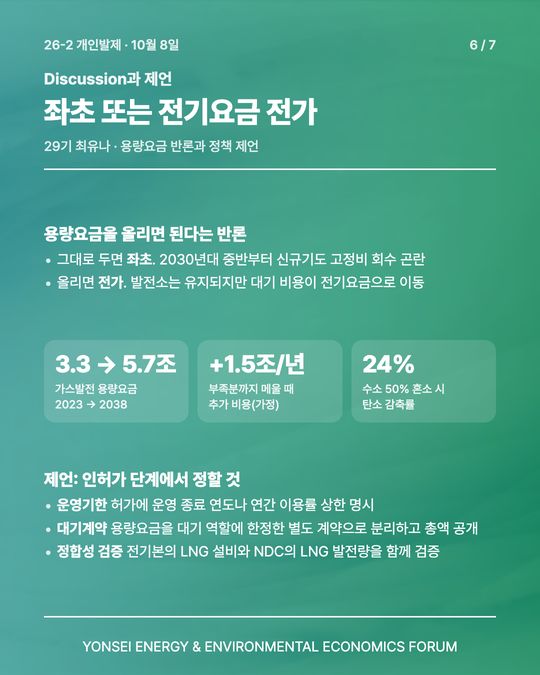 26-2 개인발제 · 10월 8일
6 / 7
Discussion과 제언
좌초 또는 전기요금 전가
29기 최유나 · 용량요금 반론과 정책 제언
용량요금을 올리면 된다는 반론
• 그대로 두면 좌초. 2030년대 중반부터 신규기도 고정비 회수 곤란
• 올리면 전가. 발전소는 유지되지만 대기 비용이 전기요금으로 이동
3.3 → 5.7조
가스발전 용량요금
2023 → 2038
+1.5조/년
부족분까지 메울 때
추가 비용(가정)
24%
수소 50% 혼소 시
탄소 감축률
제언: 인허가 단계에서 정할 것
• 운영기한 허가에 운영 종료 연도나 연간 이용률 상한 명시
• 대기계약 용량요금을 대기 역할에 한정한 별도 계약으로 분리하고 총액 공개
• 정합성 검증 전기본의 LNG 설비와 NDC의 LNG 발전량을 함께 검증
YONSEI ENERGY & ENVIRONMENTAL ECONOMICS FORUM